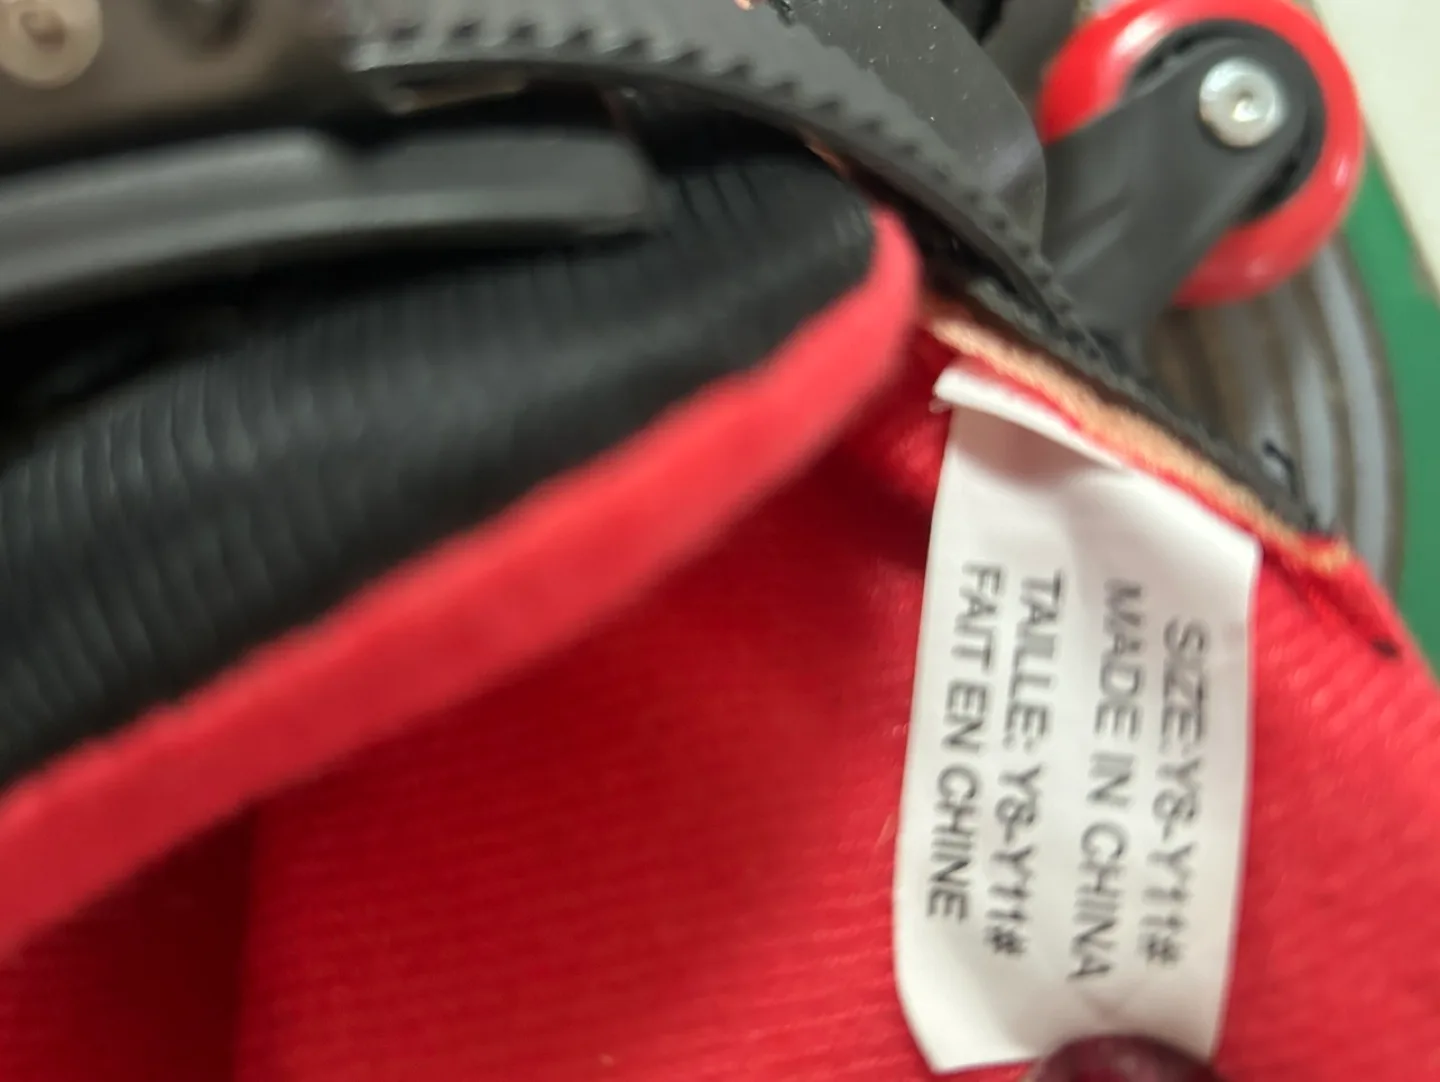 SIZE:Y8-Y11#
MADE IN CHINA
TAILLE: Y8-Y11#
FAIT EN CHINE